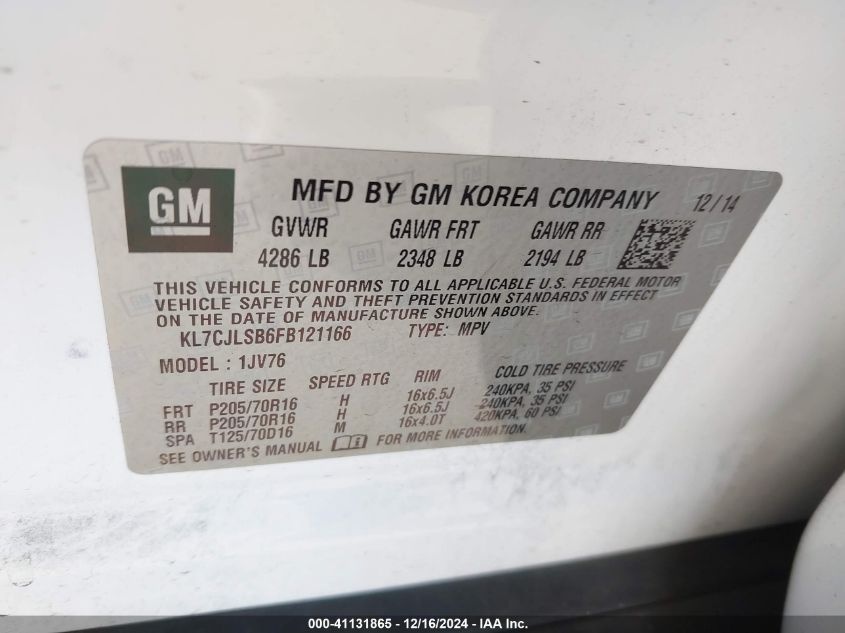 GM MFD BY GM KOREA COMPANY 12/14
GVWR GAWR FRT GAWR RR
4286 LB 2348 LB 2194 LB
THIS VEHICLE CONFORMS TO ALL APPLICABLE U.S. FEDERAL MOTOR
VEHICLE SAFETY AND THEFT PREVENTION STANDARDS IN EFFECT
ON THE DATE OF MANUFACTURE SHOWN ABOVE.
KL7CJLSB6FB121166 TYPE: MPV
MODEL: 1JV76
TIRE SIZE SPEED RTG RIM COLD TIRE PRESSURE
FRT P205/70R16 H 16x6.5J 240KPA, 35 PSI
RR P205/70R16 H 16x6.5J 240KPA, 35 PSI
SPA T125/70D16 M 16x4.0T 420KPA, 60 PSI
SEE OWNER'S MANUAL FOR MORE INFORMATION.
000-41131865 - 12/16/2024 - IAA Inc.